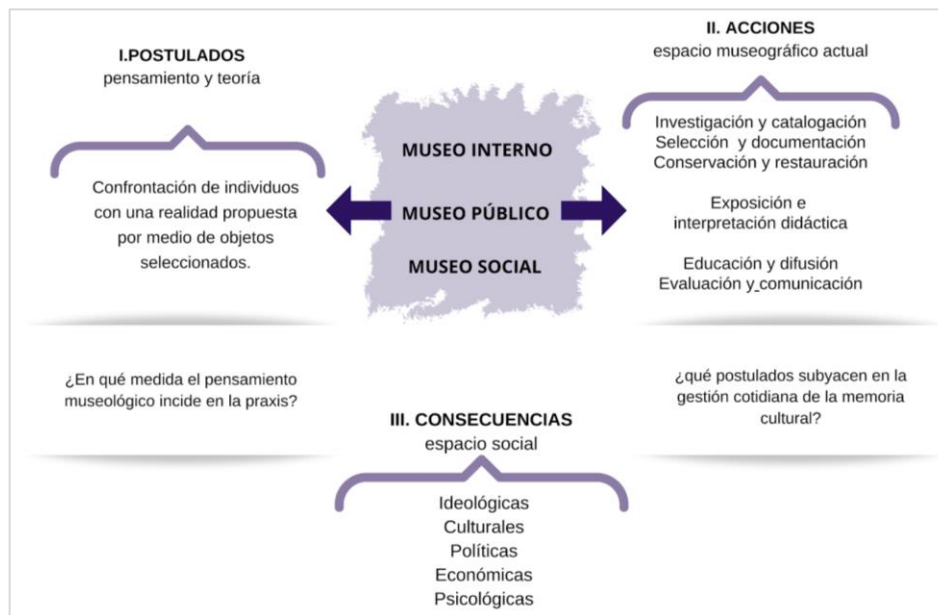 I.POSTULADOS
pensamiento y teoría
Confrontación de individuos
con una realidad propuesta
por medio de objetos
seleccionados.
¿En qué medida el pensamiento
museológico incide en la praxis?
MUSEO INTERNO
MUSEO PÚBLICO
MUSEO SOCIAL
II. ACCIONES
espacio museográfico actual
Investigación y catalogación
Selección y documentación
Conservación y restauración
Exposición e
interpretación didáctica
Educación y difusión
Evaluación y comunicación
¿qué postulados subyacen en la
gestión cotidiana de la memoria
cultural?
III. CONSECUENCIAS
espacio social
Ideológicas
Culturales
Políticas
Económicas
Psicológicas